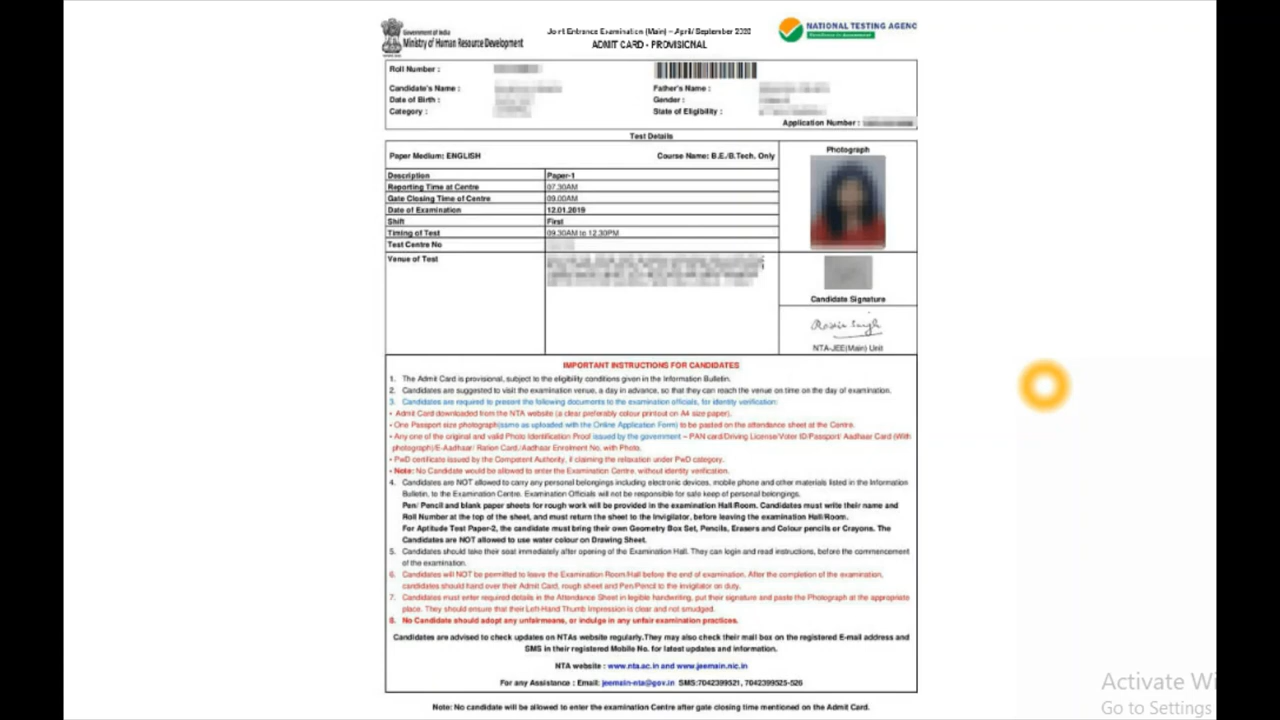 Government of India
Ministry of Human Resource Development
Joint Entrance Examination (Main) – April/September 2020
ADMIT CARD - PROVISIONAL
NATIONAL TESTING AGENC
Roll Number :
Candidate's Name :
Father's Name :
Date of Birth :
Gender :
Category :
State of Eligibility :
Application Number :
Test Details
Paper Medium: ENGLISH
Course Name: B.E./B.Tech. Only
Photograph
Description Paper-1
Reporting Time at Centre 07.30AM
Gate Closing Time of Centre 09.00AM
Date of Examination 12.01.2019
Shift First
Timing of Test 09.30AM to 12.30PM
Test Centre No
Venue of Test
Candidate Signature
NTA-JEE(Main) Unit
IMPORTANT INSTRUCTIONS FOR CANDIDATES
1. The Admit Card is provisional, subject to the eligibility conditions given in the Information Bulletin.
2. Candidates are suggested to visit the examination venue, a day in advance, so that they can reach the venue on time on the day of examination.
3. Candidates are required to present the following documents to the examination officials, for identity verification:
• Admit Card downloaded from the NTA website (a clear preferably colour printout on A4 size paper).
• One Passport size photograph(same as uploaded with the Online Application Form) to be pasted on the attendance sheet at the Centre.
• Any one of the original and valid Photo Identification Proof issued by the government – PAN card/Driving License/Voter ID/Passport/ Aadhaar Card (With
photograph)/E-Aadhaar/ Ration Card./Aadhaar Enrolment No. with Photo.
• PwD certificate issued by the Competent Authority, if claiming the relaxation under PwD category.
• Note: No Candidate would be allowed to enter the Examination Centre, without identity verification.
4. Candidates are NOT allowed to carry any personal belongings including electronic devices, mobile phone and other materials listed in the Information
Bulletin, to the Examination Centre. Examination Officials will not be responsible for safe keep of personal belongings.
Pen/ Pencil and blank paper sheets for rough work will be provided in the examination Hall/Room. Candidates must write their name and
Roll Number at the top of the sheet, and must return the sheet to the Invigilator, before leaving the examination Hall/Room.
For Aptitude Test Paper-2, the candidate must bring their own Geometry Box Set, Pencils, Erasers and Colour pencils or Crayons. The
Candidates are NOT allowed to use water colour on Drawing Sheet.
5. Candidates should take their seat immediately after opening of the Examination Hall. They can login and read instructions, before the commencement
of the examination.
6. Candidates will NOT be permitted to leave the Examination Room/Hall before the end of examination. After the completion of the examination,
candidates should hand over their Admit Card, rough sheet and Pen/Pencil to the invigilator on duty.
7. Candidates must enter required details in the Attendance Sheet in legible handwriting, put their signature and paste the Photograph at the appropriate
place. They should ensure that their Left-Hand Thumb Impression is clear and not smudged.
8. No Candidate should adopt any unfairmeans, or indulge in any unfair examination practices.
Candidates are advised to check updates on NTAs website regularly.They may also check their mail box on the registered E-mail address and
SMS in their registered Mobile No. for latest updates and information.
NTA website : www.nta.ac.in and www.jeemain.nic.in
For any Assistance : Email: jeemain-nta@gov.in SMS:7042399521, 7042399525-526
Note: No candidate will be allowed to enter the examination Centre after gate closing time mentioned on the Admit Card.
Activate Wi
Go to Settings